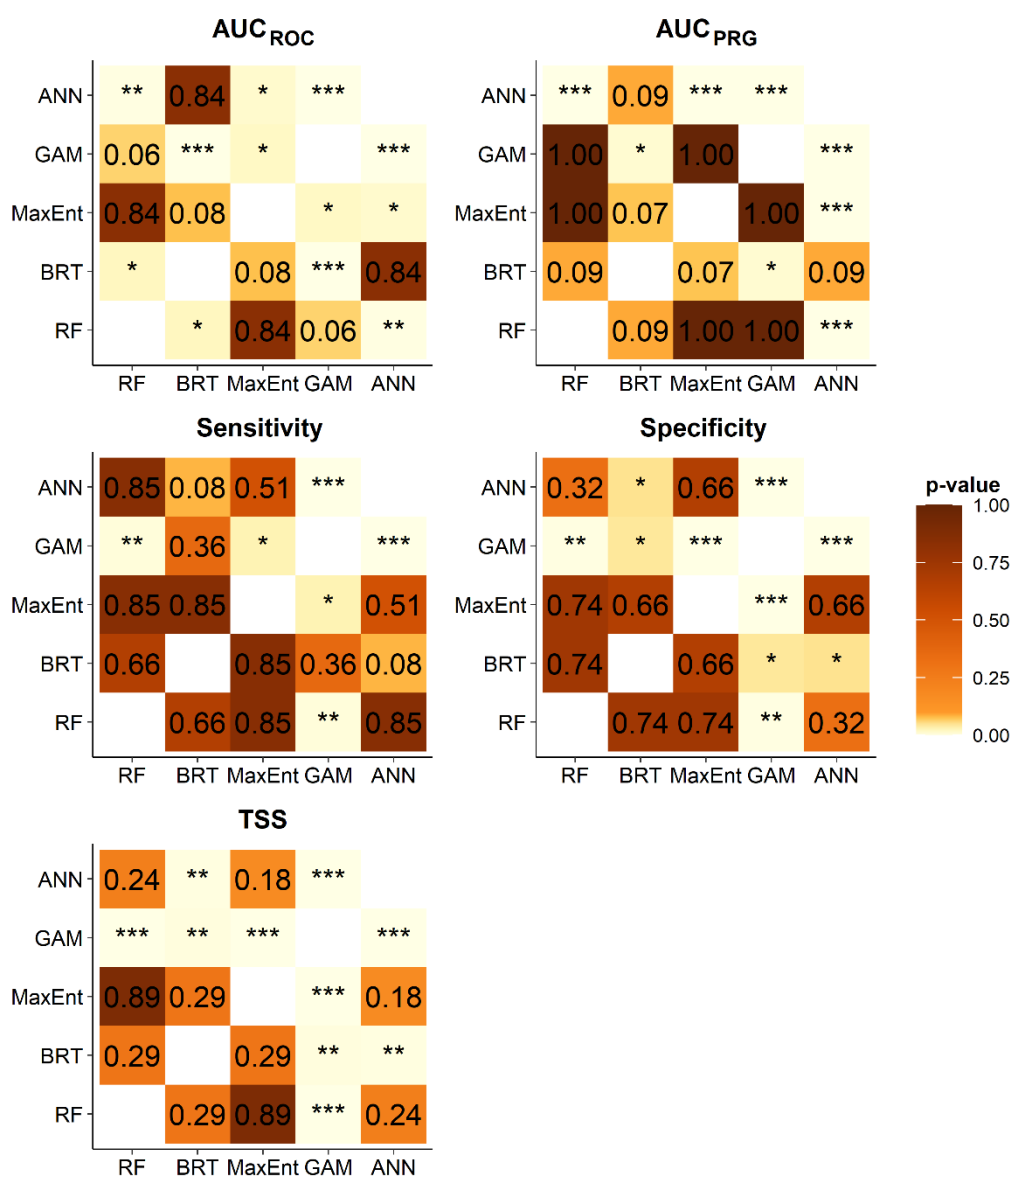 AUC ROC
ANN ** 0.84 * ***
GAM 0.06 *** * ***
MaxEnt 0.84 0.08 * *
BRT * 0.08 *** 0.84
RF * 0.84 0.06 **
RF BRT MaxEnt GAM ANN
AUC PRG
ANN *** 0.09 *** ***
GAM 1.00 * 1.00 ***
MaxEnt 1.00 0.07 1.00 ***
BRT 0.09 0.07 * 0.09
RF 0.09 1.00 1.00 ***
RF BRT MaxEnt GAM ANN
Sensitivity
ANN 0.85 0.08 0.51 ***
GAM ** 0.36 * ***
MaxEnt 0.85 0.85 * 0.51
BRT 0.66 0.85 0.36 0.08
RF 0.66 0.85 ** 0.85
RF BRT MaxEnt GAM ANN
Specificity
ANN 0.32 * 0.66 ***
GAM ** * *** ***
MaxEnt 0.74 0.66 *** 0.66
BRT 0.74 0.66 * *
RF 0.74 0.74 ** 0.32
RF BRT MaxEnt GAM ANN
p-value
1.00
0.75
0.50
0.25
0.00
TSS
ANN 0.24 ** 0.18 ***
GAM *** ** *** ***
MaxEnt 0.89 0.29 *** 0.18
BRT 0.29 0.29 ** **
RF 0.29 0.89 *** 0.24
RF BRT MaxEnt GAM ANN